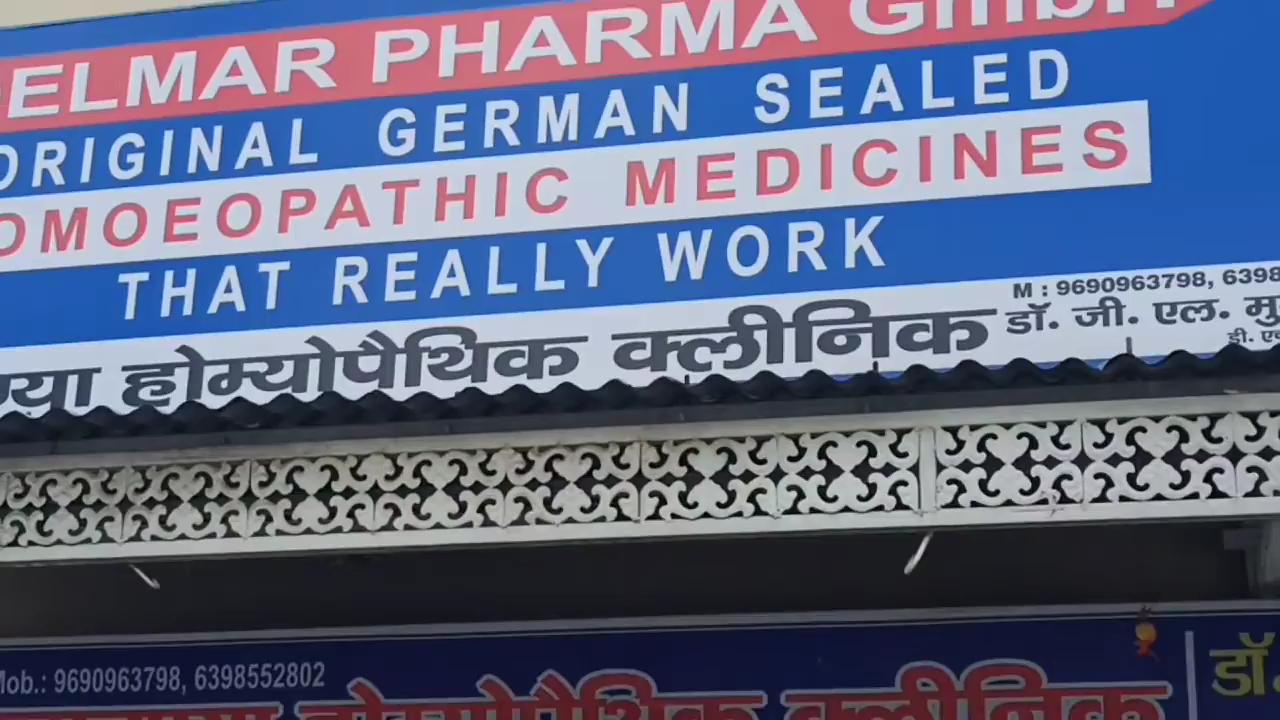 ELMAR PHARMA GmbH
ORIGINAL GERMAN SEALED
OMOEOPATHIC MEDICINES
THAT REALLY WORK
M : 9690963798, 6398
ग्या होम्योपैथिक क्लीनिक डॉ. जी. एल. मु
डी. ए
Mob.: 9690963798, 6398552802
होम्योपैथिक क्लीनिक
डॉ.